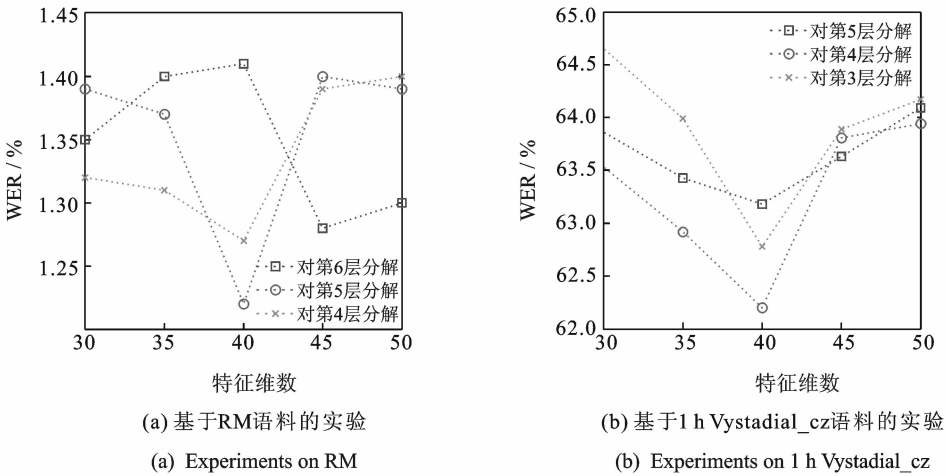 1.45
1.40
1.35
1.30
1.25
WER / %
对第6层分解
对第5层分解
对第4层分解
30 35 40 45 50
特征维数
(a) 基于RM语料的实验
(a) Experiments on RM
65.0
64.5
64.0
63.5
63.0
62.5
62.0
WER / %
对第5层分解
对第4层分解
对第3层分解
30 35 40 45 50
特征维数
(b) 基于1 h Vystadial_cz语料的实验
(b) Experiments on 1 h Vystadial_cz